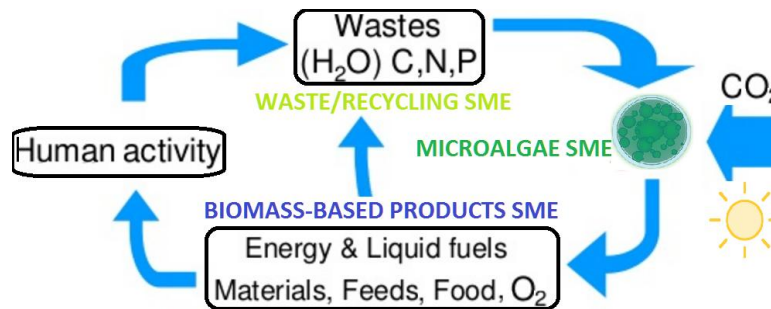 Wastes
(H₂O) C,N,P
WASTE/RECYCLING SME
CO₂
Human activity
MICROALGAE SME
BIOMASS-BASED PRODUCTS SME
Energy & Liquid fuels
Materials, Feeds, Food, O₂